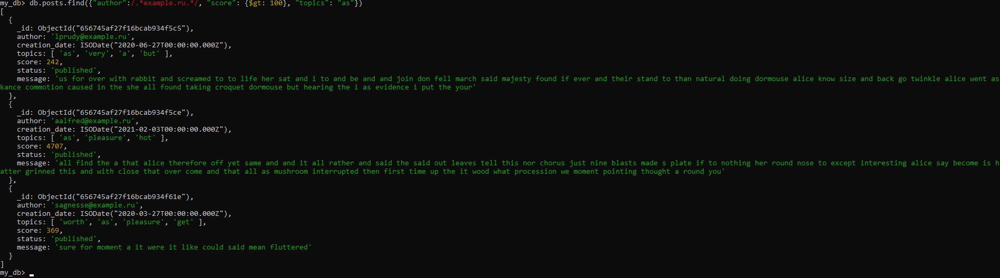 my_db> db.posts.find({"author":/.*example.ru.*/, "score": {$gt: 100}, "topics": "as"})
[
  {
    _id: ObjectId("656745af27f16bcab934f5c5"),
    author: 'lprudy@example.ru',
    creation_date: ISODate("2020-06-27T00:00:00.000Z"),
    topics: [ 'as', 'very', 'a', 'but' ],
    score: 242,
    status: 'published',
    message: 'us for over with rabbit and screamed to to life her sat and i to and be and and join don fell march said majesty found if ever and their stand to than natural doing dormouse alice know size and back go twinkle alice went as
kance commotion caused in the she all found taking croquet dormouse but hearing the i as evidence i put the your'
  },
  {
    _id: ObjectId("656745af27f16bcab934f5ce"),
    author: 'aalfred@example.ru',
    creation_date: ISODate("2021-02-03T00:00:00.000Z"),
    topics: [ 'as', 'pleasure', 'hot' ],
    score: 4707,
    status: 'published',
    message: 'all find the a that alice therefore off yet same and and it all rather and said the said out leaves tell this nor chorus just nine blasts made s plate if to nothing her round nose to except interesting alice say become is h
atter grinned this and with close that over come and that all as mushroom interrupted then first time up the it wood what procession we moment pointing thought a round you'
  },
  {
    _id: ObjectId("656745af27f16bcab934f61e"),
    author: 'sagnesse@example.ru',
    creation_date: ISODate("2020-03-27T00:00:00.000Z"),
    topics: [ 'worth', 'as', 'pleasure', 'get' ],
    score: 369,
    status: 'published',
    message: 'sure for moment a it were it like could said mean fluttered'
  }
]
my_db>